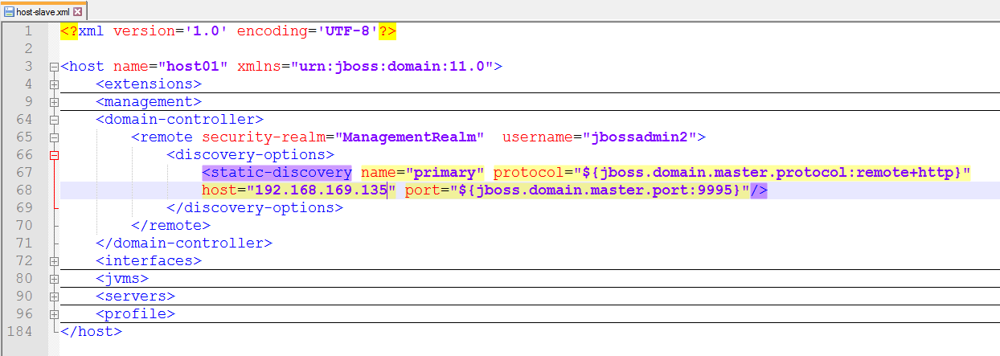 host-slave.xml
1 <?xml version='1.0' encoding='UTF-8'?>
2
3 <host name="host01" xmlns="urn:jboss:domain:11.0">
4 <extensions>
9 <management>
64 <domain-controller>
65 <remote security-realm="ManagementRealm"  username="jbossadmin2">
66 <discovery-options>
67 <static-discovery name="primary" protocol="${jboss.domain.master.protocol:remote+http}"
68 host="192.168.169.135" port="${jboss.domain.master.port:9995}"/>
69 </discovery-options>
70 </remote>
71 </domain-controller>
72 <interfaces>
80 <jvms>
90 <servers>
96 <profile>
184 </host>